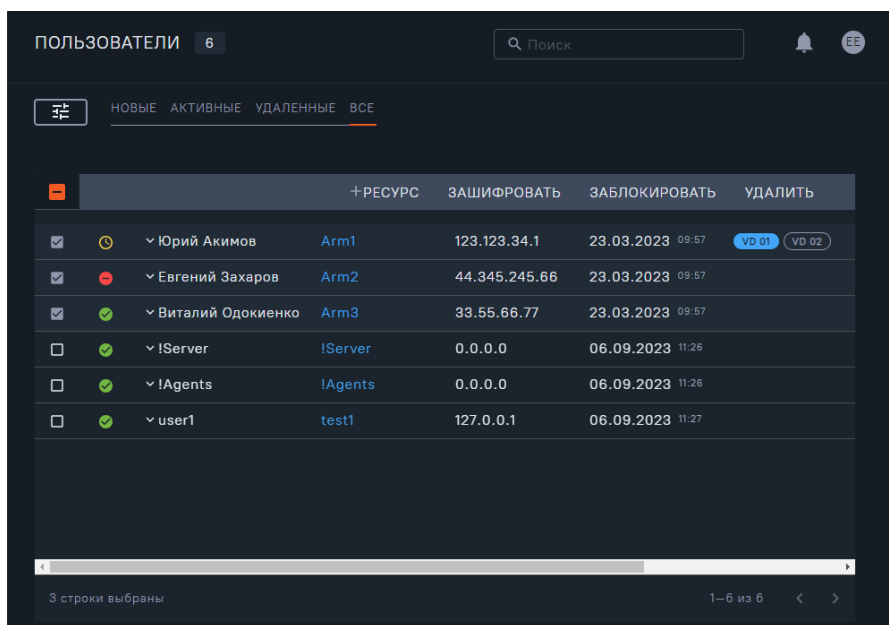 ПОЛЬЗОВАТЕЛИ 6 Поиск EE
НОВЫЕ АКТИВНЫЕ УДАЛЕННЫЕ ВСЕ
+РЕСУРС ЗАШИФРОВАТЬ ЗАБЛОКИРОВАТЬ УДАЛИТЬ
Юрий Акимов Arm1 123.123.34.1 23.03.2023 09:57 VD 01 VD 02
Евгений Захаров Arm2 44.345.245.66 23.03.2023 09:57
Виталий Одокиенко Arm3 33.55.66.77 23.03.2023 09:57
!Server !Server 0.0.0.0 06.09.2023 11:26
!Agents !Agents 0.0.0.0 06.09.2023 11:26
user1 test1 127.0.0.1 06.09.2023 11:27
3 строки выбраны 1–6 из 6